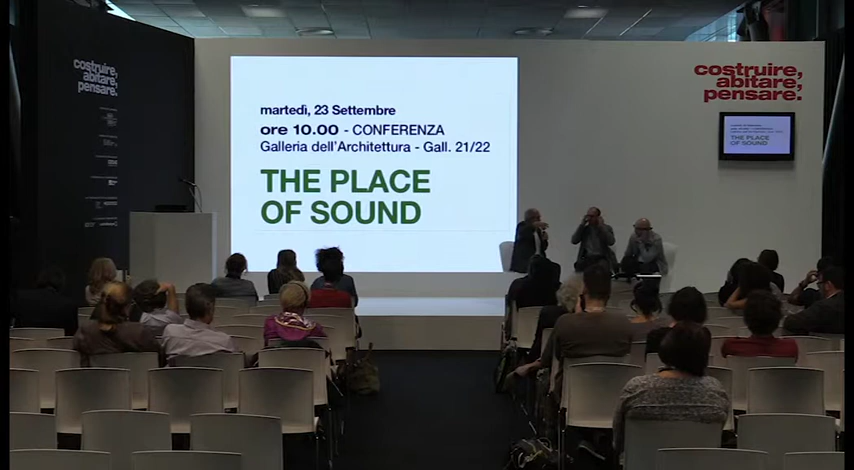 costruire,
abitare,
pensare.
martedì, 23 Settembre
ore 10.00 - CONFERENZA
Galleria dell'Architettura - Gall. 21/22
THE PLACE
OF SOUND
costruire,
abitare,
pensare.
THE PLACE
OF SOUND